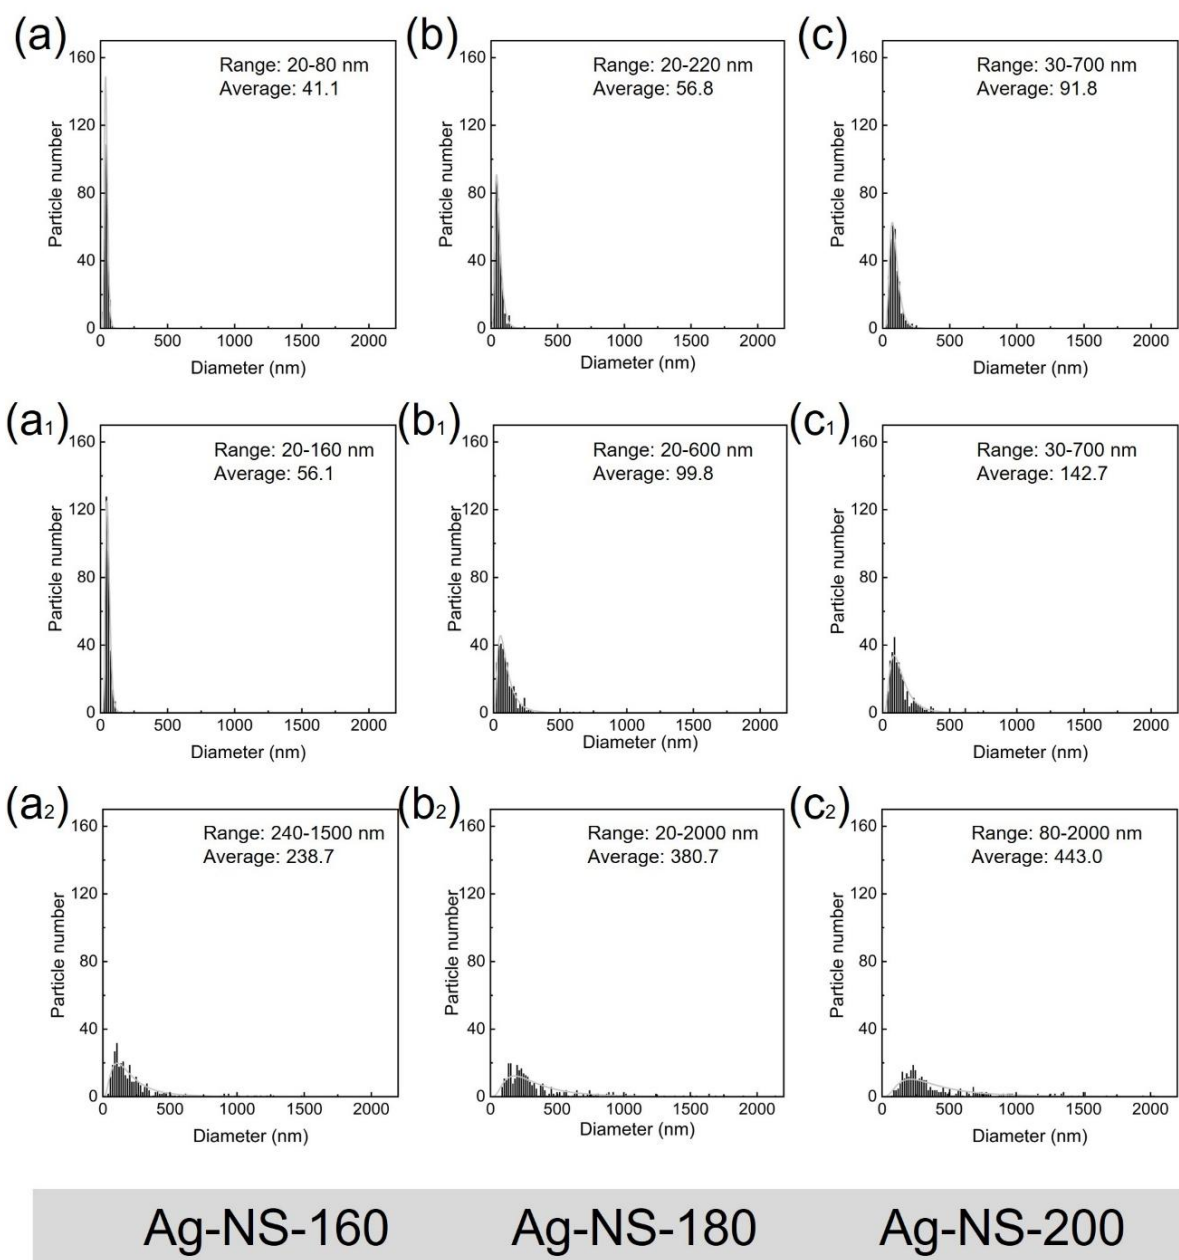 (a)
160
120
80
40
0
Particle number
Range: 20-80 nm
Average: 41.1
0 500 1000 1500 2000
Diameter (nm)
(b)
160
120
80
40
0
Particle number
Range: 20-220 nm
Average: 56.8
0 500 1000 1500 2000
Diameter (nm)
(c)
160
120
80
40
0
Particle number
Range: 30-700 nm
Average: 91.8
0 500 1000 1500 2000
Diameter (nm)
(a1)
160
120
80
40
0
Particle number
Range: 20-160 nm
Average: 56.1
0 500 1000 1500 2000
Diameter (nm)
(b1)
160
120
80
40
0
Particle number
Range: 20-600 nm
Average: 99.8
0 500 1000 1500 2000
Diameter (nm)
(c1)
160
120
80
40
0
Particle number
Range: 30-700 nm
Average: 142.7
0 500 1000 1500 2000
Diameter (nm)
(a2)
160
120
80
40
0
Particle number
Range: 240-1500 nm
Average: 238.7
0 500 1000 1500 2000
Diameter (nm)
(b2)
160
120
80
40
0
Particle number
Range: 20-2000 nm
Average: 380.7
0 500 1000 1500 2000
Diameter (nm)
(c2)
160
120
80
40
0
Particle number
Range: 80-2000 nm
Average: 443.0
0 500 1000 1500 2000
Diameter (nm)
Ag-NS-160 Ag-NS-180 Ag-NS-200